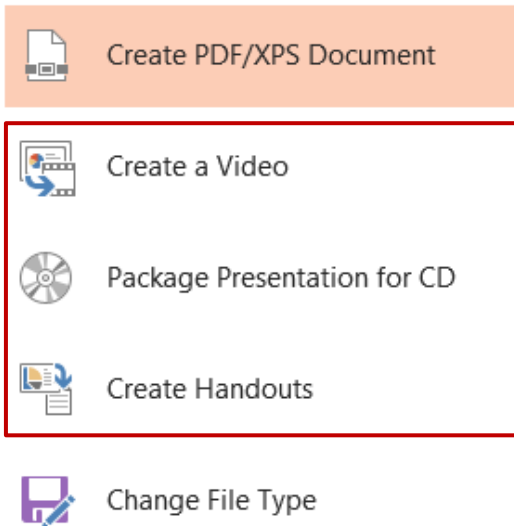 Create PDF/XPS Document
Create a Video
Package Presentation for CD
Create Handouts
Change File Type